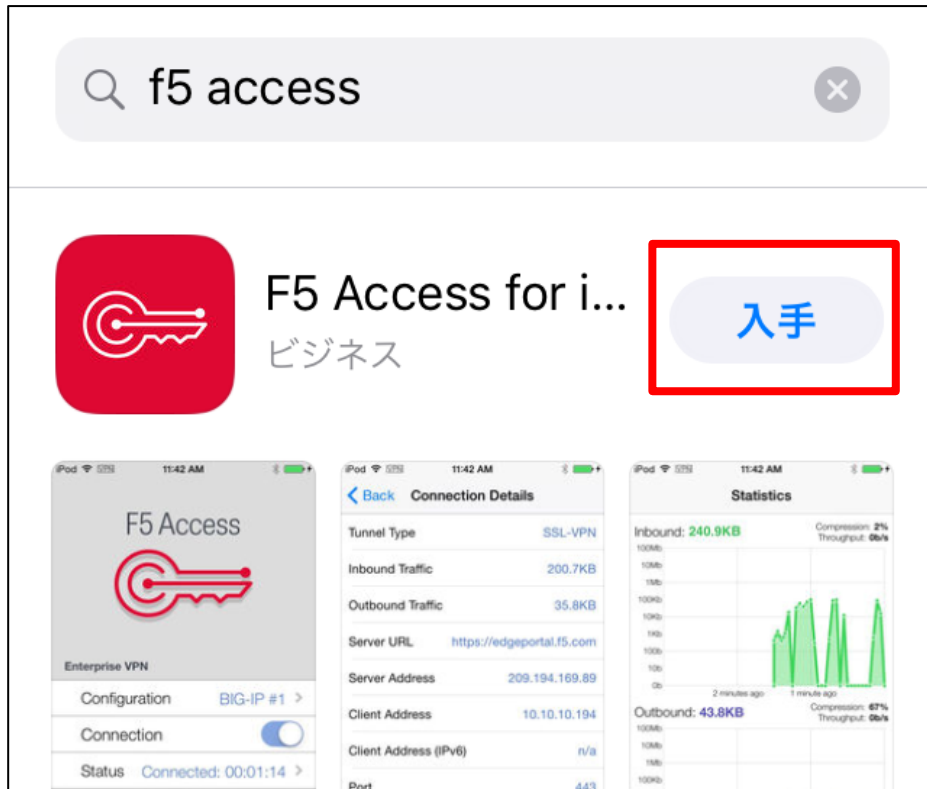 f5 access
F5 Access for i...
ビジネス
入手
iPod VPN 11:42 AM
F5 Access
Enterprise VPN
Configuration BIG-IP #1
Connection
Status Connected: 00:01:14
iPod VPN 11:42 AM
Back Connection Details
Tunnel Type SSL-VPN
Inbound Traffic 200.7KB
Outbound Traffic 35.8KB
Server URL https://edgeportal.f5.com
Server Address 209.194.169.89
Client Address 10.10.10.194
Client Address (IPv6) n/a
Port 443
iPod VPN 11:42 AM
Statistics
Inbound: 240.9KB Compression: 2%
Throughput: 0b/s
100Mb
10Mb
1Mb
100Kb
10Kb
1Kb
100b
10b
0b
2 minutes ago 1 minute ago
Outbound: 43.8KB Compression: 67%
Throughput: 0b/s
100Mb
10Mb
1Mb
100Kb